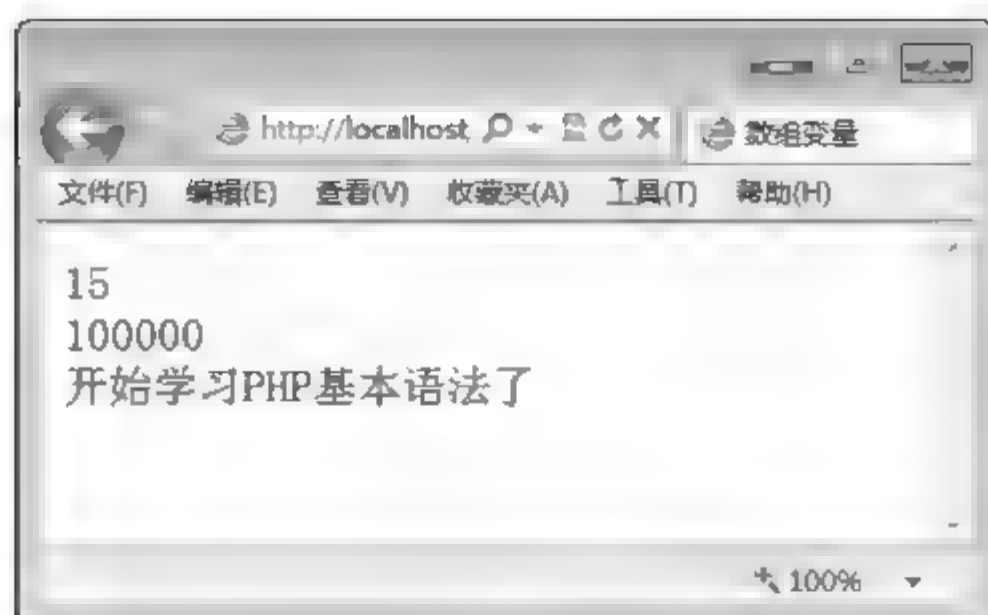 http://localhost 数组变量
文件(F) 编辑(E) 查看(V) 收藏夹(A) 工具(T) 帮助(H)
15
100000
开始学习PHP基本语法了
100%